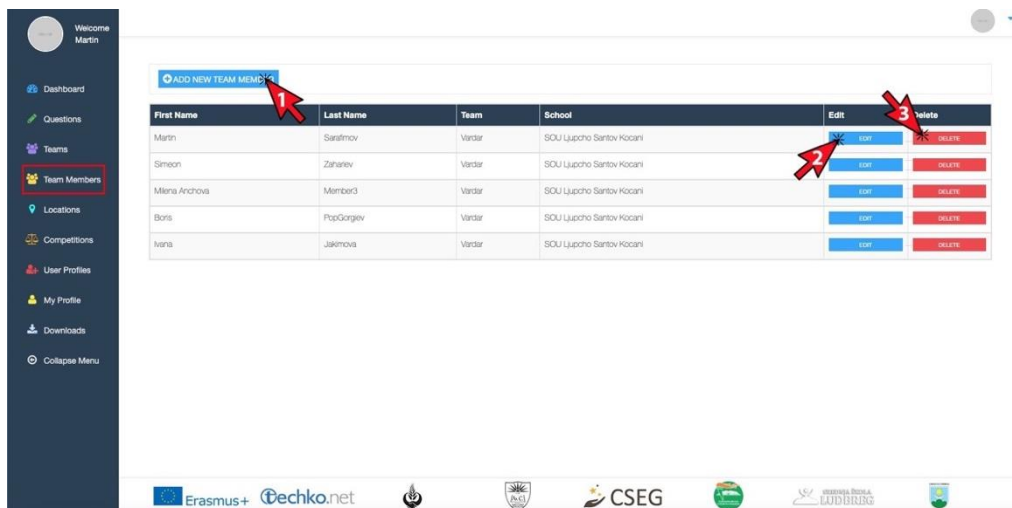 Welcome
Martin
Dashboard
Questions
Teams
Team Members
Locations
Competitions
User Profiles
My Profile
Downloads
Collapse Menu
ADD NEW TEAM MEM
1
First Name Last Name Team School Edit Delete
Martin Sarafimov Vardar SOU Ljupcho Santov Kocani EDIT DELETE
2
3
Simeon Zahariev Vardar SOU Ljupcho Santov Kocani EDIT DELETE
Milena Anchova Member3 Vardar SOU Ljupcho Santov Kocani EDIT DELETE
Boris PopGorgiev Vardar SOU Ljupcho Santov Kocani EDIT DELETE
Ivana Jakimova Vardar SOU Ljupcho Santov Kocani EDIT DELETE
Erasmus+ techko.net CSEG SREDNJA ŠKOLA
LUDBREG